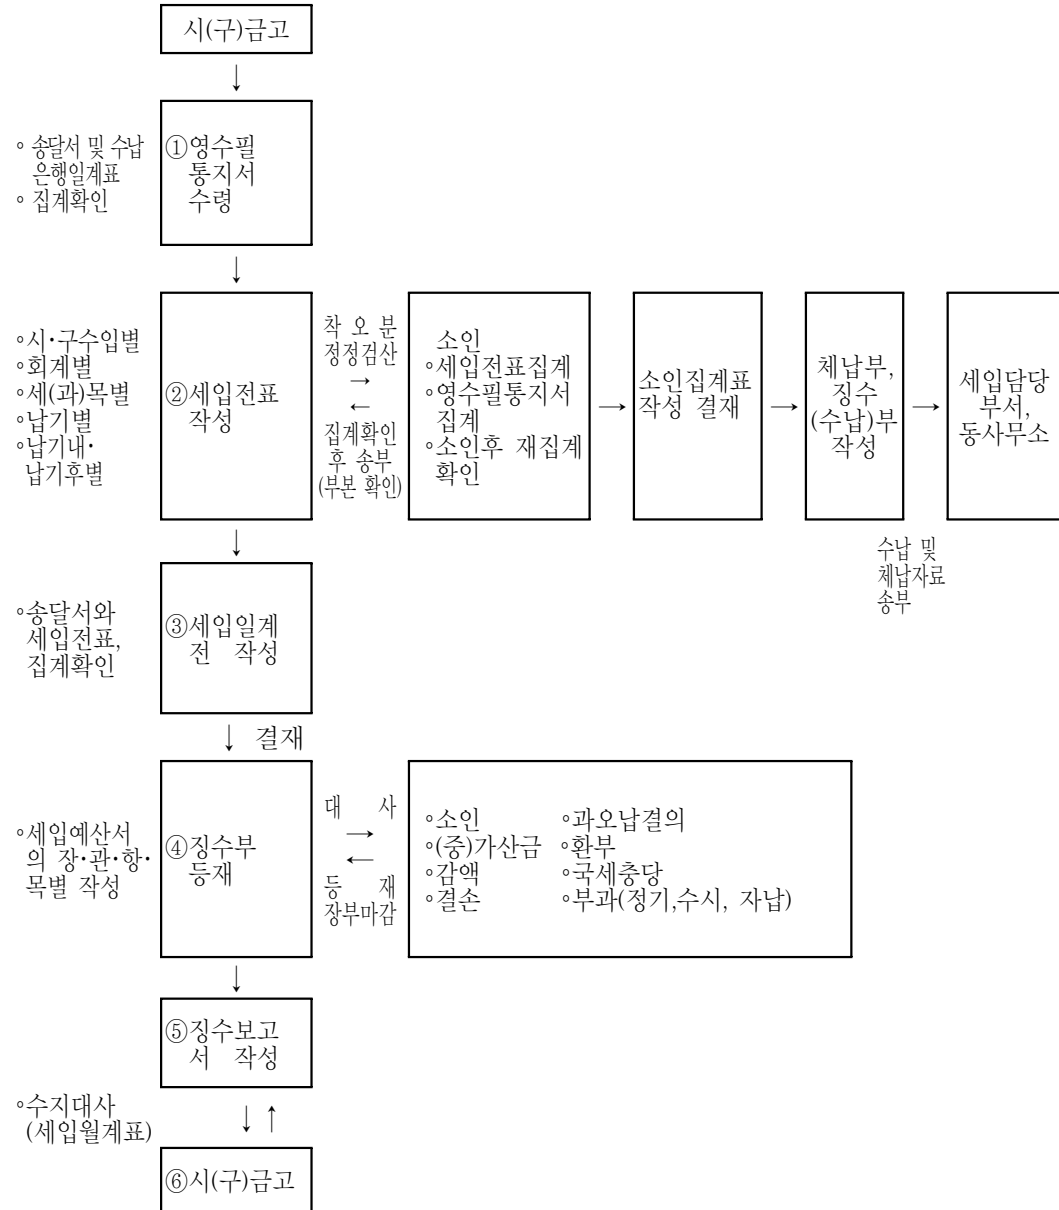 시(구)금고
↓
◦ 송달서 및 수납
은행일계표
◦ 집계확인
①영수필
통지서
수령
↓
◦시·구수입별
◦회계별
◦세(과)목별
◦납기별
◦납기내·
납기후별
②세입전표
작성
착 오 분
정정검산
→
←
집계확인
후 송부
(부본 확인)
소인
◦세입전표집계
◦영수필통지서
집계
◦소인후 재집계
확인
→
소인집계표
작성 결재
→
체납부,
징수
(수납)부
작성
→
세입담당
부서,
동사무소
수납 및
체납자료
송부
↓
◦송달서와
세입전표,
집계확인
③세입일계
전 작성
↓ 결재
◦세입예산서
의 장·관·항·
목별 작성
④징수부
등재
대 사
→
←
등 재
장부마감
◦소인 ◦과오납결의
◦(중)가산금 ◦환부
◦감액 ◦국세충당
◦결손 ◦부과(정기,수시, 자납)
↓
⑤징수보고
서 작성
◦수지대사
(세입월계표)
↓↑
⑥시(구)금고